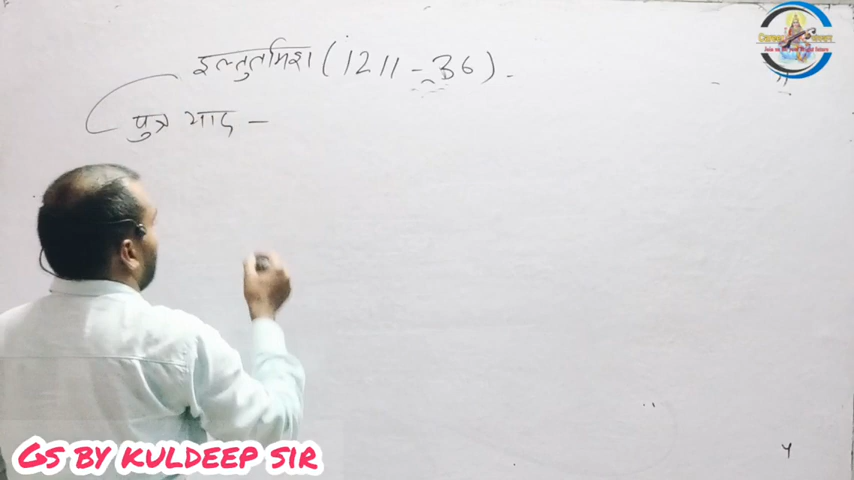 इल्तुतमिश (1211 - 36) .
पुत्र याद -
GS BY KULDEEP SIR